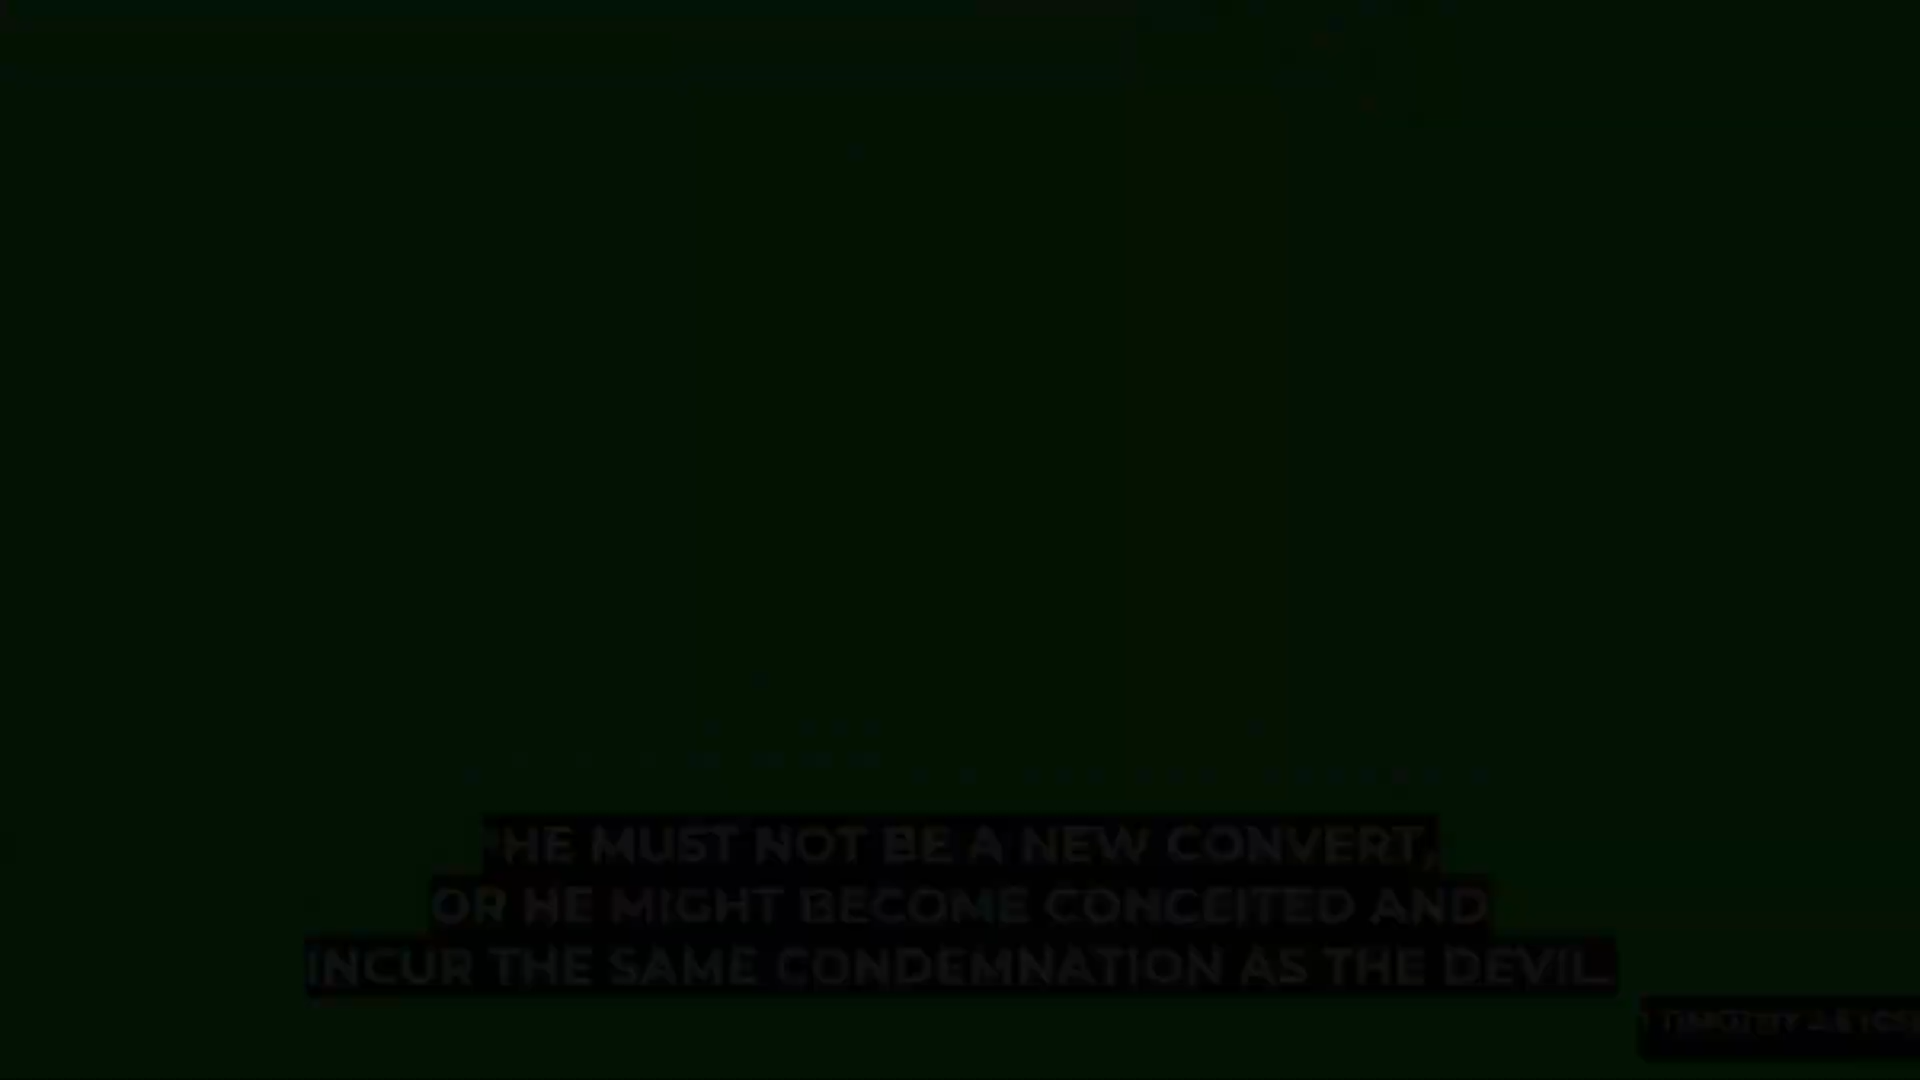 HE MUST NOT BE A NEW CONVERT,
OR HE MIGHT BECOME CONCEITED AND
INCUR THE SAME CONDEMNATION AS THE DEVIL.
TIMOTHY